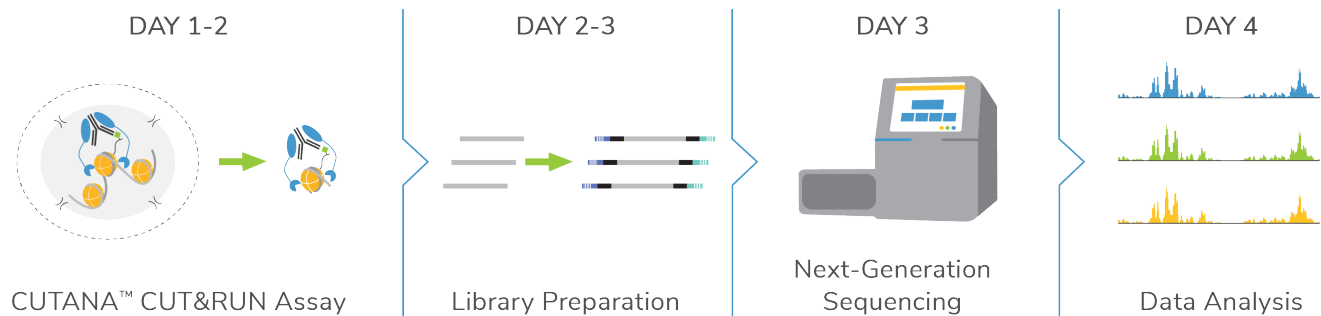 DAY 1-2
CUTANA™ CUT&RUN Assay
DAY 2-3
Library Preparation
DAY 3
Next-Generation
Sequencing
DAY 4
Data Analysis